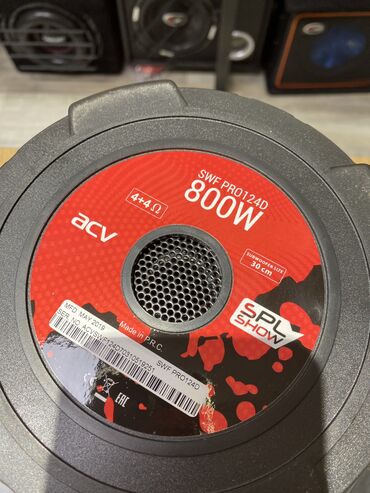 SWF PRO124D
800W
4+4 Ω
acv
SUBWOOFER SIZE
30 cm
SPL
SHOW
Made in P.R.C.
MFD. MAY 2019
SWF PRO124D
EAC